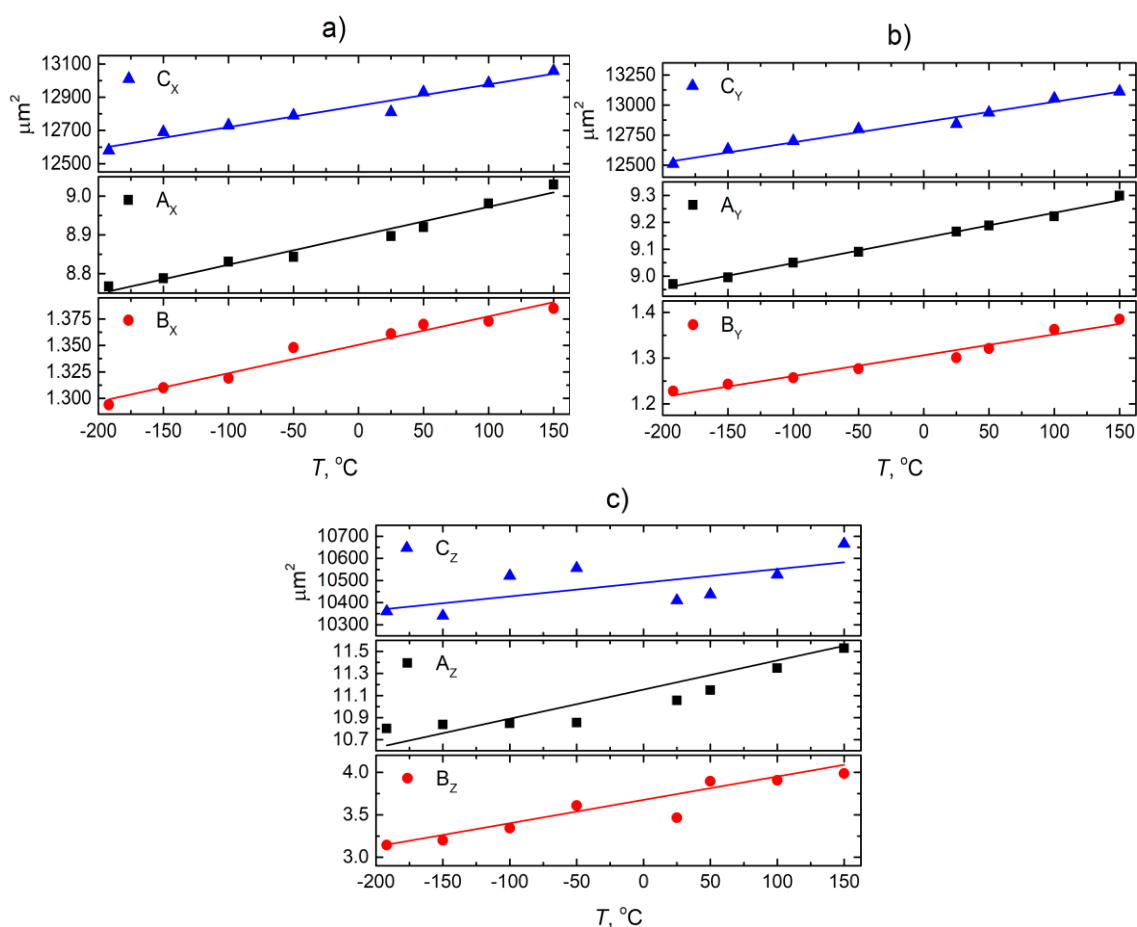 a)
13100
12900
12700
12500
μm²
C_X
9.0
8.9
8.8
A_X
1.375
1.350
1.325
1.300
B_X
-200 -150 -100 -50 0 50 100 150
T, °C
b)
13250
13000
12750
12500
μm²
C_Y
9.3
9.2
9.1
9.0
A_Y
1.4
1.3
1.2
B_Y
-200 -150 -100 -50 0 50 100 150
T, °C
c)
10700
10600
10500
10400
10300
μm²
C_Z
11.5
11.3
11.1
10.9
10.7
A_Z
4.0
3.5
3.0
B_Z
-200 -150 -100 -50 0 50 100 150
T, °C